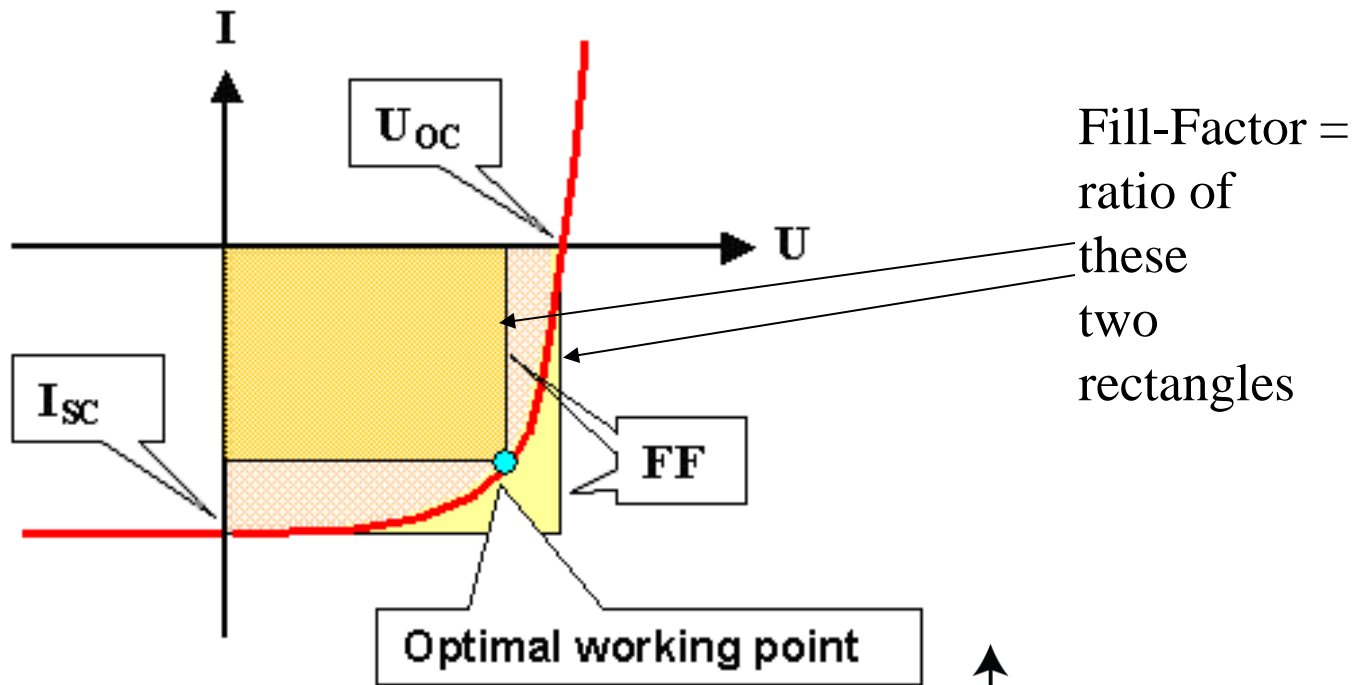 I
U_OC
Fill-Factor =
ratio of
these
two
rectangles
U
I_SC
FF
Optimal working point